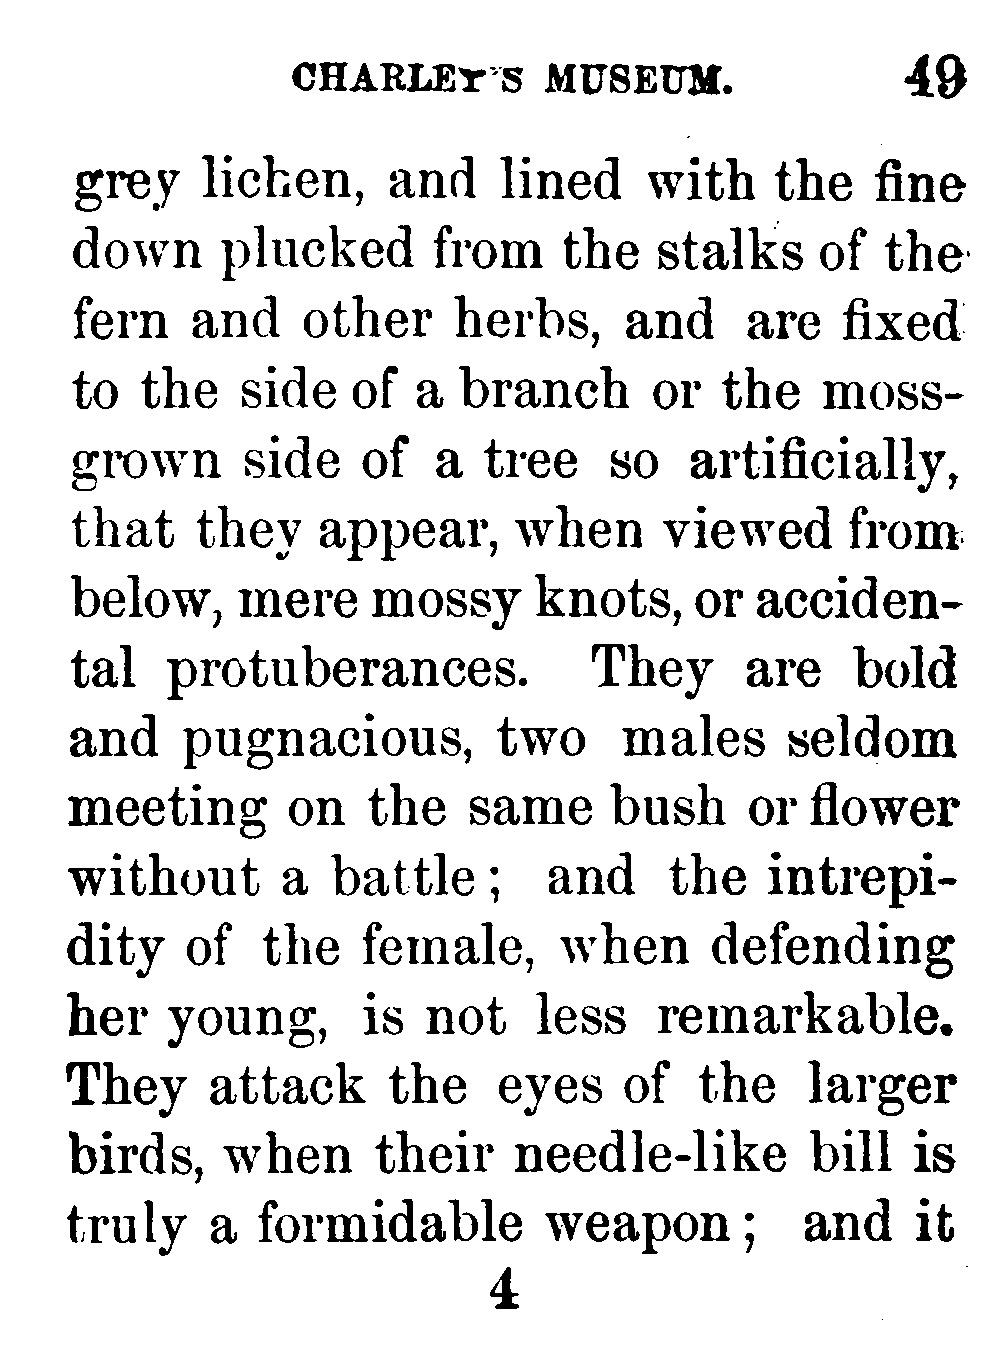 CHARLEY'S MUSEUM. 49
grey lichen, and lined with the fine
down plucked from the stalks of the
fern and other herbs, and are fixed
to the side of a branch or the moss-
grown side of a tree so artificially,
that they appear, when viewed from
below, mere mossy knots, or acciden-
tal protuberances. They are bold
and pugnacious, two males seldom
meeting on the same bush or flower
without a battle; and the intrepi-
dity of the female, when defending
her young, is not less remarkable.
They attack the eyes of the larger
birds, when their needle-like bill is
truly a formidable weapon; and it
4